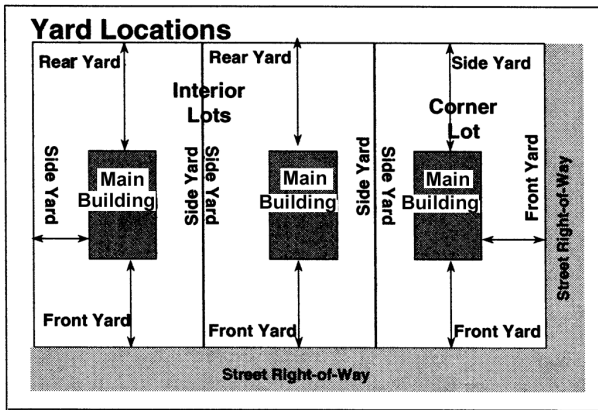 Yard Locations
Rear Yard
Rear Yard
Side Yard
Interior
Lots
Corner
Lot
Side Yard
Main
Building
Side Yard
Side Yard
Main
Building
Side Yard
Side Yard
Main
Building
Front Yard
Street Right-of-Way
Front Yard
Front Yard
Front Yard
Street Right-of-Way